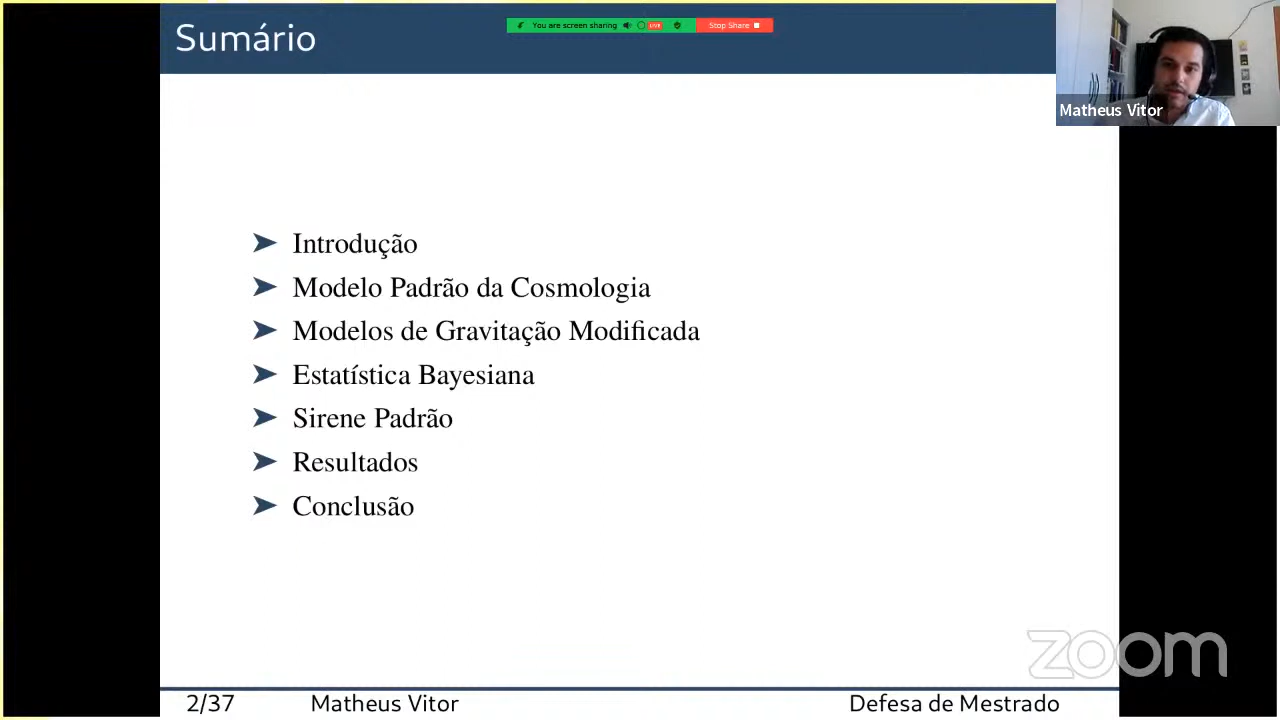 Sumário
You are screen sharing
LIVE
Stop Share
Matheus Vitor
Introdução
Modelo Padrão da Cosmologia
Modelos de Gravitação Modificada
Estatística Bayesiana
Sirene Padrão
Resultados
Conclusão
zoom
2/37 Matheus Vitor Defesa de Mestrado